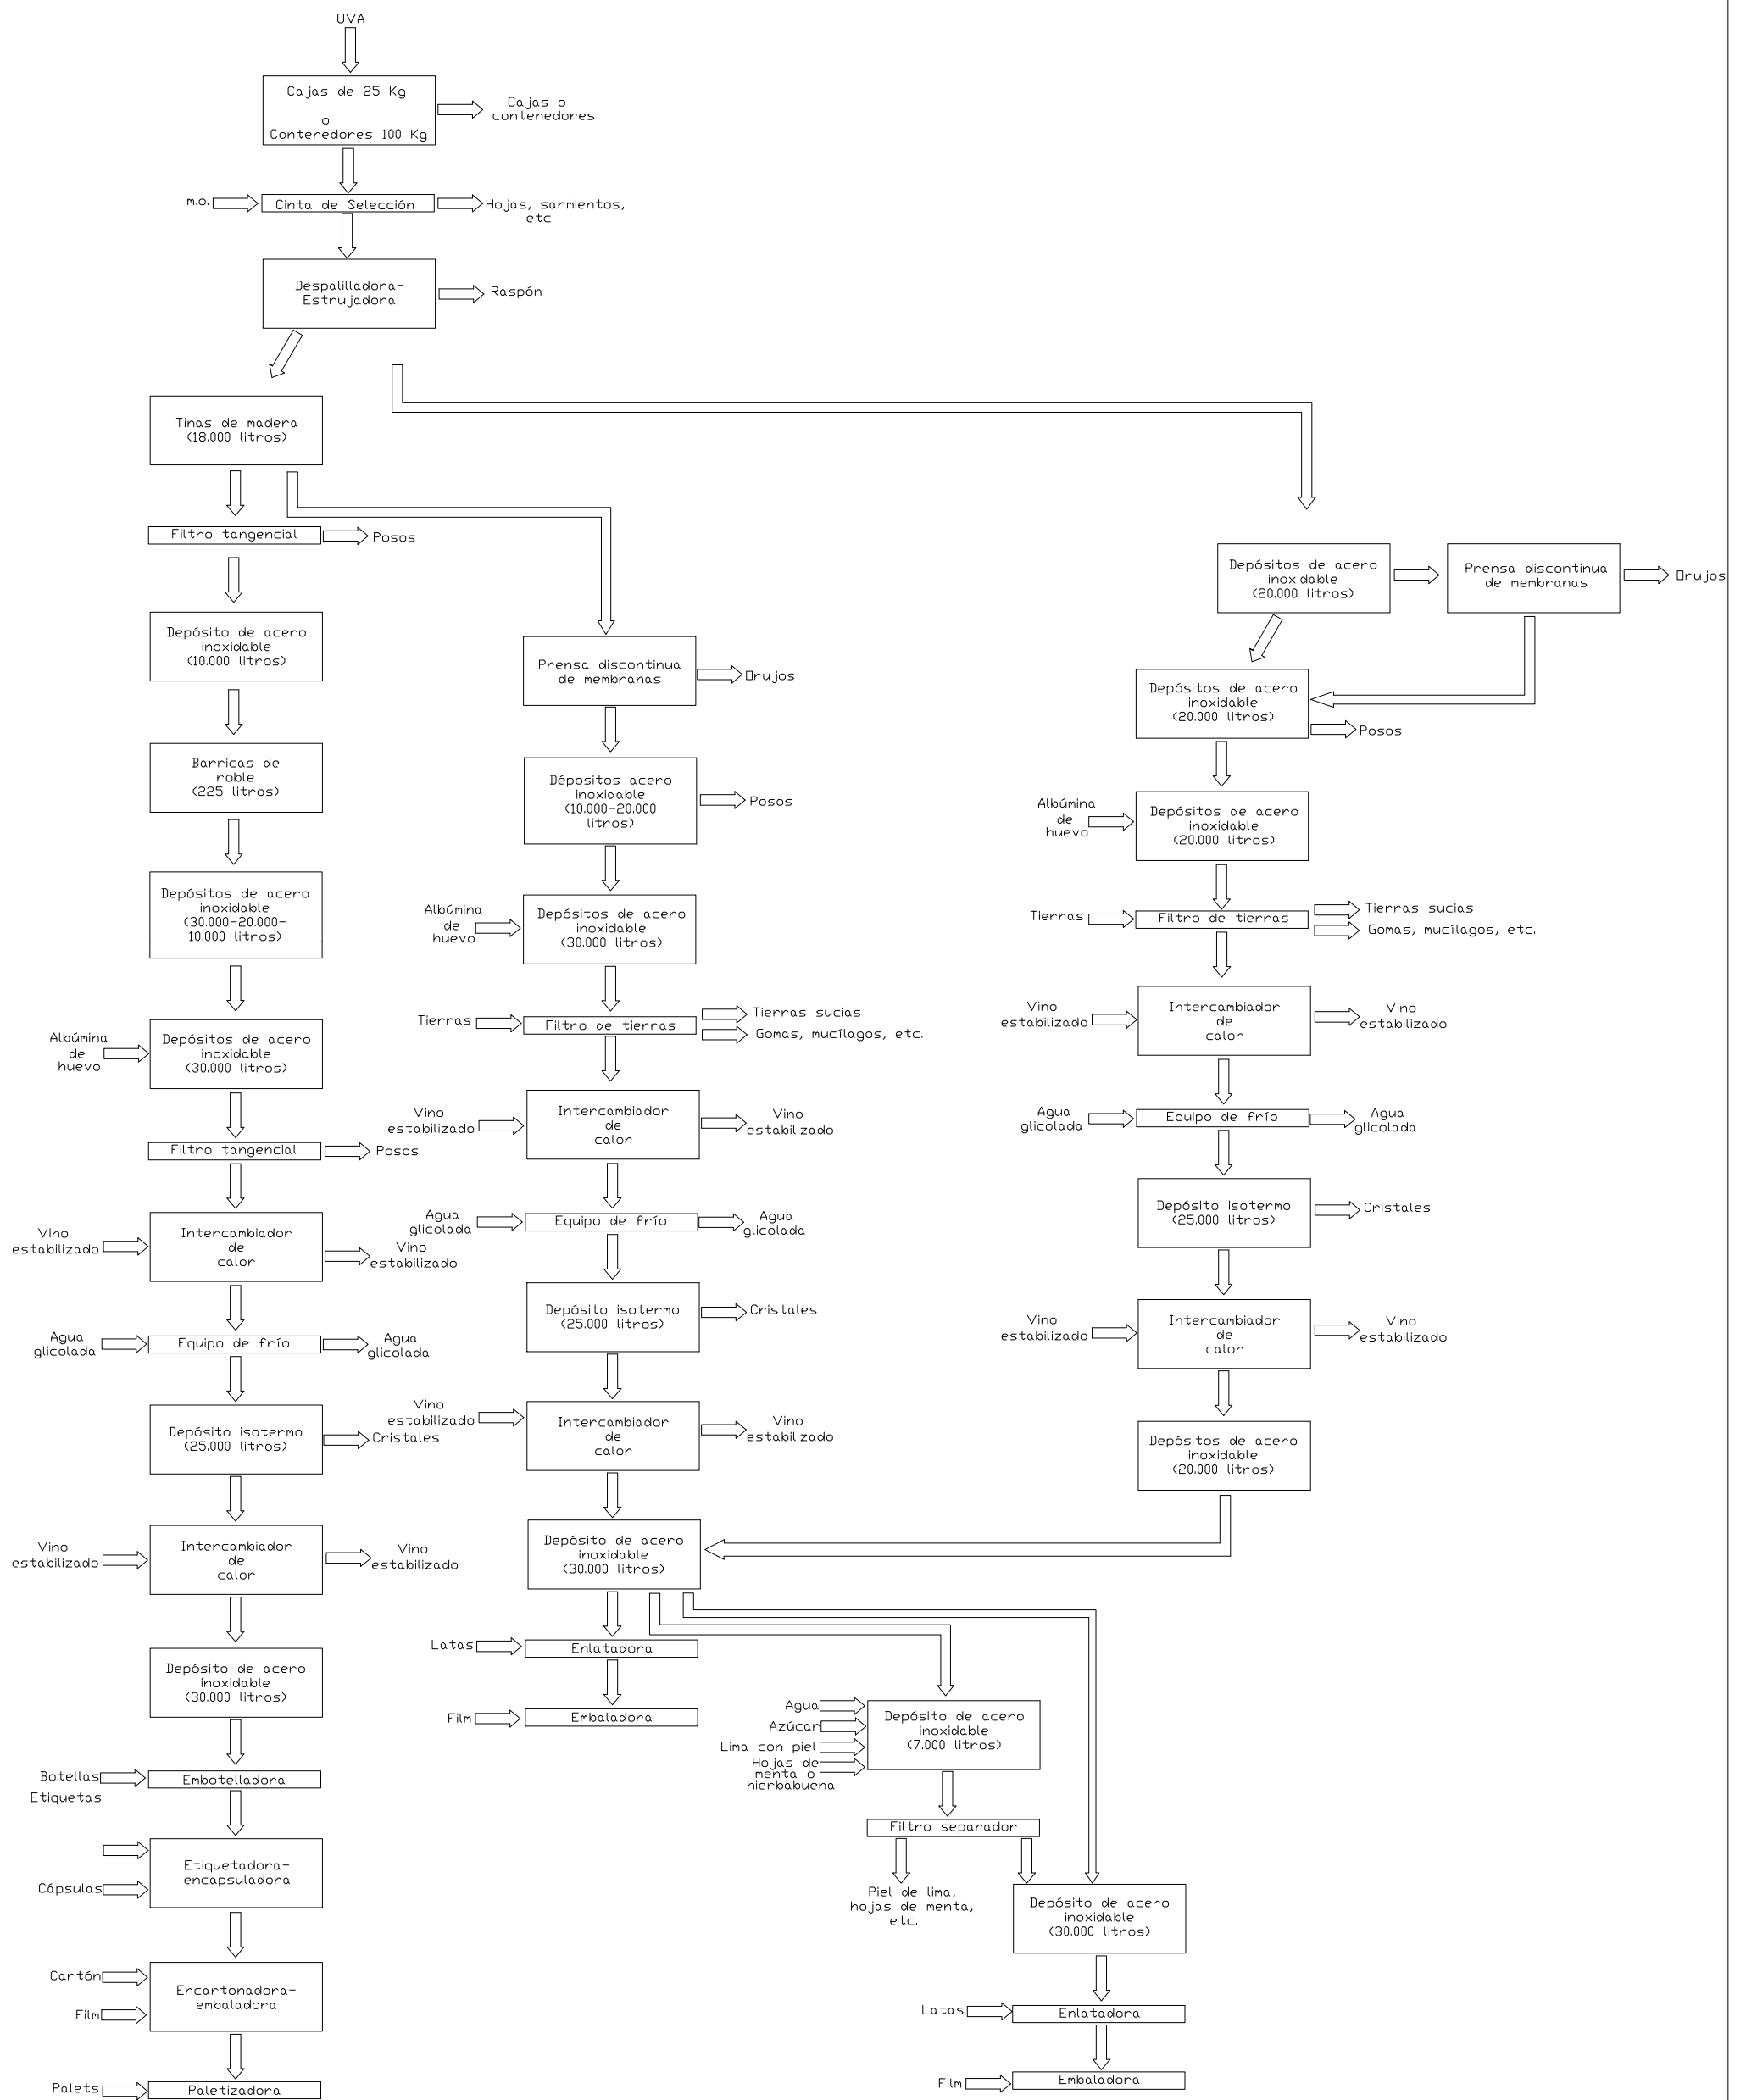 UVA
Cajas de 25 Kg
o
Contenedores 100 Kg
Cajas o
contenedores
m.o.
Cinta de Selección
Hojas, sarmientos,
etc.
Despalilladora-
Estrujadora
Raspón
Tinas de madera
(18.000 litros)
Filtro tangencial
Posos
Depósito de acero
inoxidable
(10.000 litros)
Barricas de
roble
(225 litros)
Depósitos de acero
inoxidable
(30.000-20.000-
10.000 litros)
Albúmina
de
huevo
Depósitos de acero
inoxidable
(30.000 litros)
Filtro tangencial
Posos
Vino
estabilizado
Intercambiador
de
calor
Vino
estabilizado
Agua
glicolada
Equipo de frío
Agua
glicolada
Depósito isotermo
(25.000 litros)
Cristales
Vino
estabilizado
Intercambiador
de
calor
Vino
estabilizado
Depósito de acero
inoxidable
(30.000 litros)
Botellas
Embotelladora
Etiquetas
Etiquetadora-
encapsuladora
Cápsulas
Cartón
Encartonadora-
embaladora
Film
Palets
Paletizadora
Prensa discontinua
de membranas
Orujos
Dépositos acero
inoxidable
(10.000-20.000
litros)
Posos
Albúmina
de
huevo
Depósitos de acero
inoxidable
(30.000 litros)
Tierras
Filtro de tierras
Tierras sucias
Gomas, mucílagos, etc.
Vino
estabilizado
Intercambiador
de
calor
Vino
estabilizado
Agua
glicolada
Equipo de frío
Agua
glicolada
Depósito isotermo
(25.000 litros)
Cristales
Vino
estabilizado
Intercambiador
de
calor
Vino
estabilizado
Depósito de acero
inoxidable
(30.000 litros)
Latas
Enlatadora
Film
Embaladora
Agua
Azúcar
Lima con piel
Hojas de
menta o
hierbabuena
Depósito de acero
inoxidable
(7.000 litros)
Filtro separador
Piel de lima,
hojas de menta,
etc.
Depósito de acero
inoxidable
(30.000 litros)
Latas
Enlatadora
Film
Embaladora
Depósitos de acero
inoxidable
(20.000 litros)
Prensa discontinua
de membranas
Orujos
Depósitos de acero
inoxidable
(20.000 litros)
Posos
Albúmina
de
huevo
Depósitos de acero
inoxidable
(20.000 litros)
Tierras
Filtro de tierras
Tierras sucias
Gomas, mucílagos, etc.
Vino
estabilizado
Intercambiador
de
calor
Vino
estabilizado
Agua
glicolada
Equipo de frío
Agua
glicolada
Depósito isotermo
(25.000 litros)
Cristales
Vino
estabilizado
Intercambiador
de
calor
Vino
estabilizado
Depósitos de acero
inoxidable
(20.000 litros)